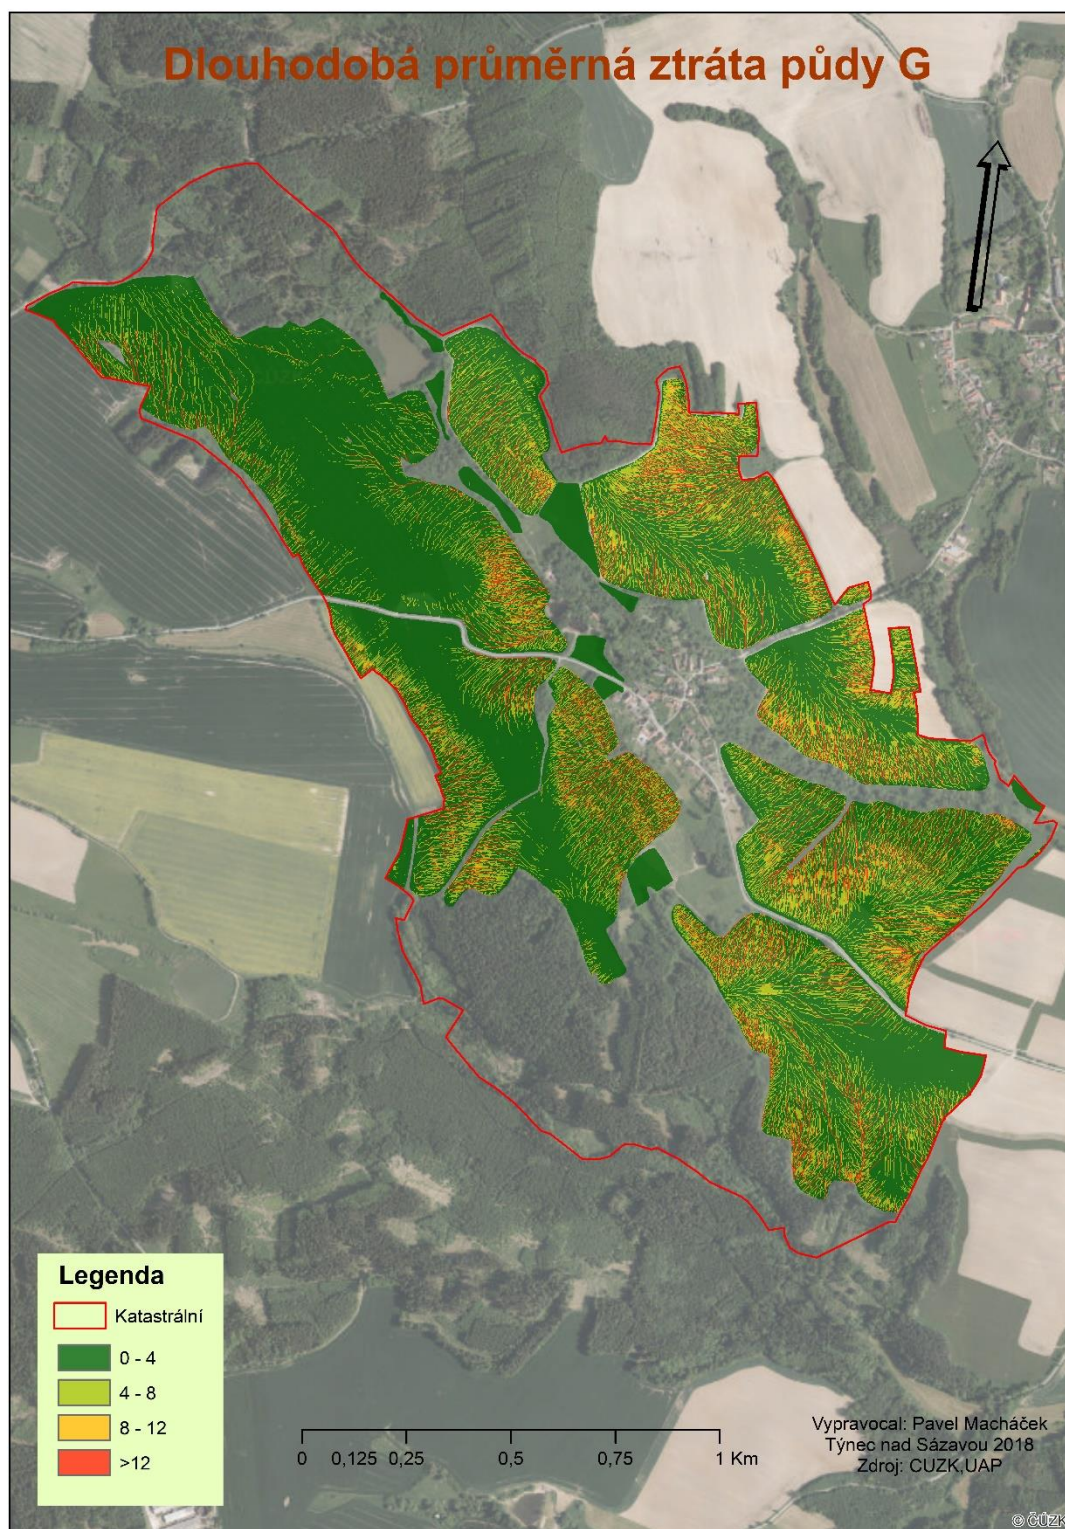 Dlouhodobá průměrná ztráta půdy G
Legenda
Katastrální
0 - 4
4 - 8
8 - 12
>12
0 0,125 0,25 0,5 0,75 1 Km
Vypravocal: Pavel Macháček
Týnec nad Sázavou 2018
Zdroj: CUZK,UAP
© ČÚZK